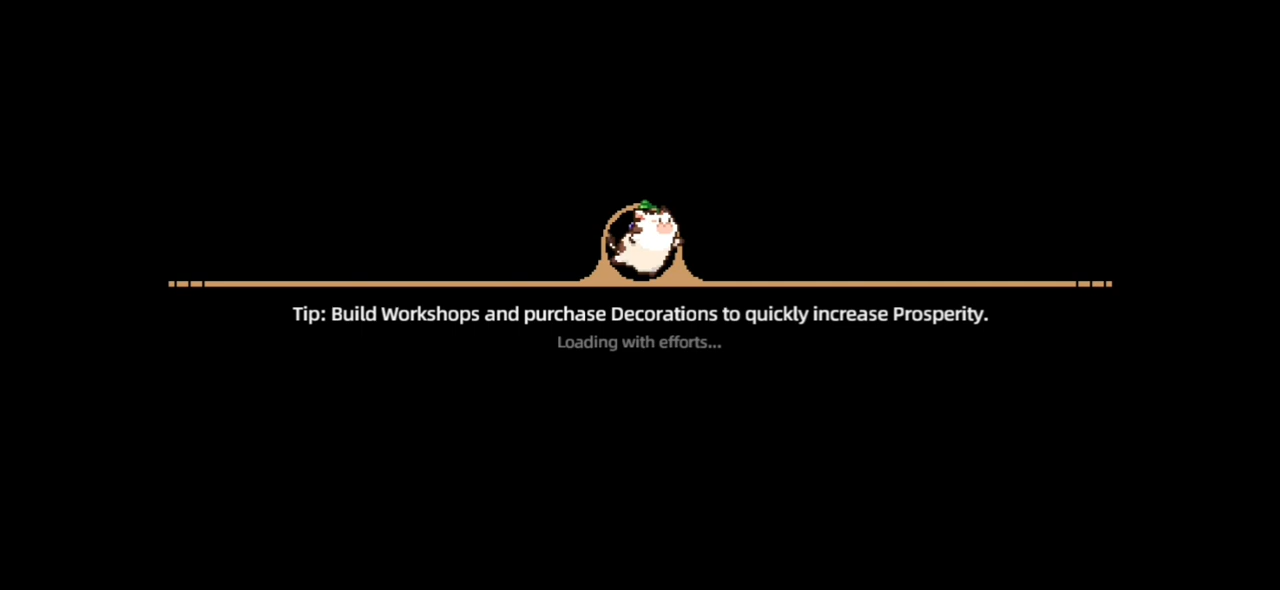 Tip: Build Workshops and purchase Decorations to quickly increase Prosperity.
Loading with efforts...